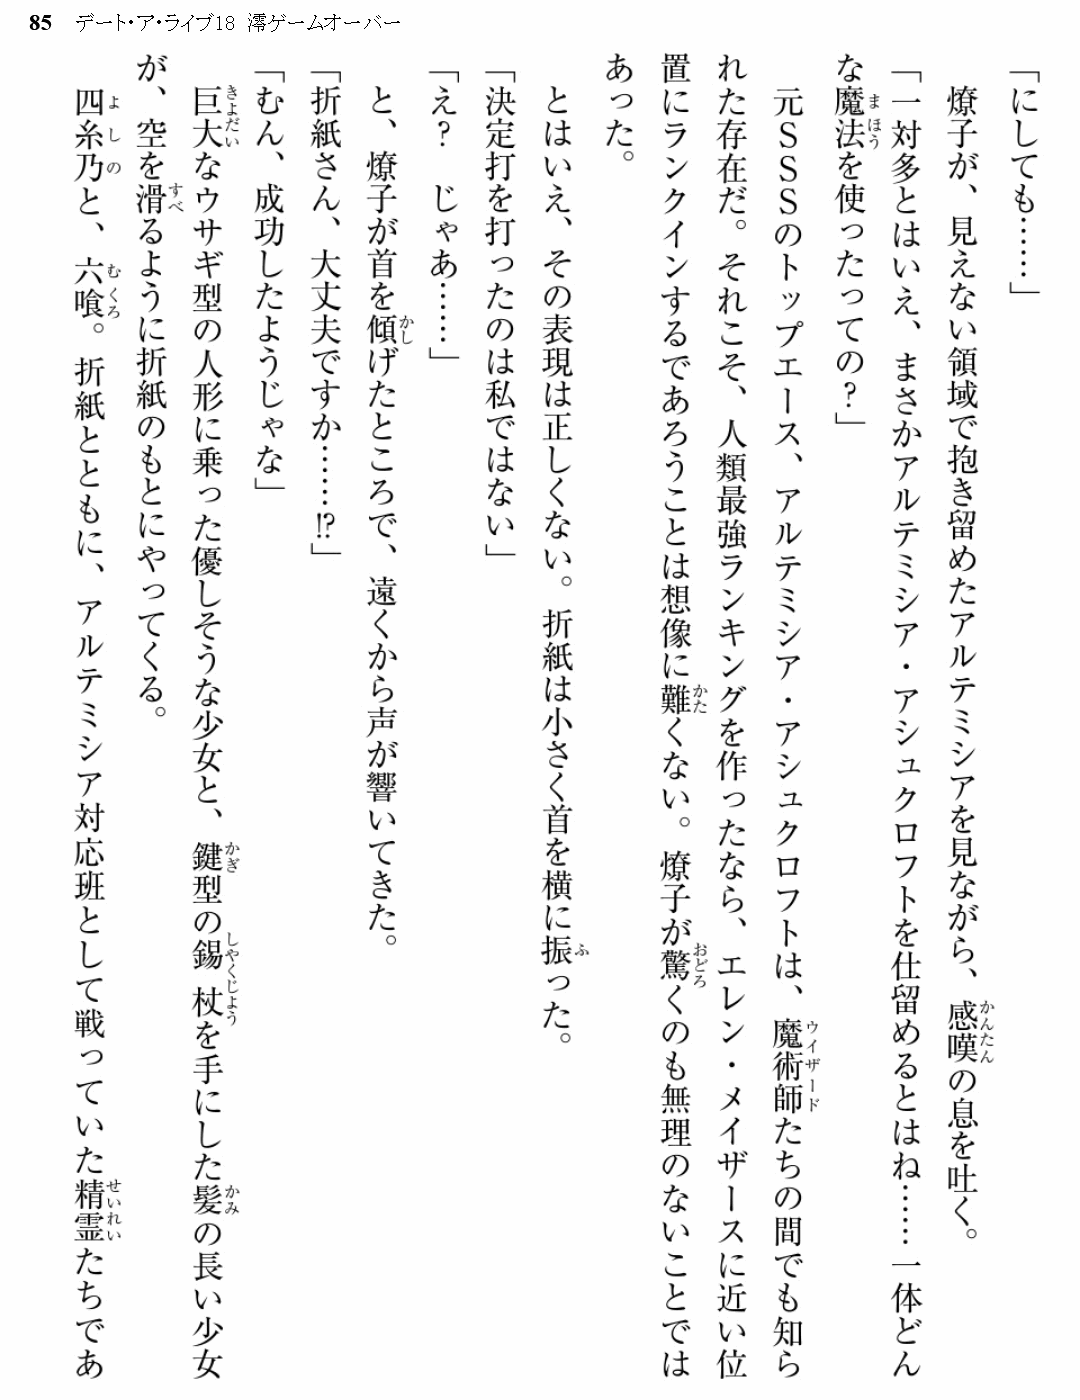 85 デート・ア・ライブ18 澪ゲームオーバー
「にしても……」
燎子が、見えない領域で抱き留めたアルテミシアを見ながら、感嘆の息を吐く。
「一対多とはいえ、まさかアルテミシア・アシュクロフトを仕留めるとはね……一体どん
な魔法を使ったっての？」
元ＳＳＳのトップエース、アルテミシア・アシュクロフトは、魔術師たちの間でも知ら
れた存在だ。それこそ、人類最強ランキングを作ったなら、エレン・メイザースに近い位
置にランクインするであろうことは想像に難くない。燎子が驚くのも無理のないことでは
あった。
とはいえ、その表現は正しくない。折紙は小さく首を横に振った。
「決定打を打ったのは私ではない」
「え？　じゃあ……」
と、燎子が首を傾げたところで、遠くから声が響いてきた。
「折紙さん、大丈夫ですか……!?」
「むん、成功したようじゃな」
巨大なウサギ型の人形に乗った優しそうな少女と、鍵型の錫杖を手にした髪の長い少女
が、空を滑るように折紙のもとにやってくる。
四糸乃と、六喰。折紙とともに、アルテミシア対応班として戦っていた精霊たちであ